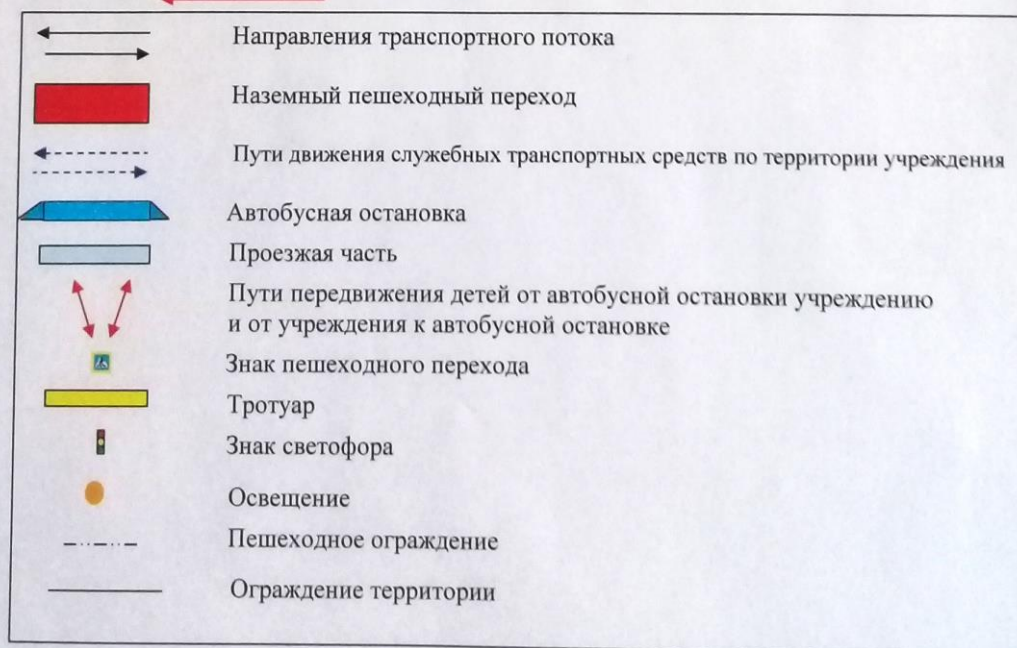 Направления транспортного потока
Наземный пешеходный переход
Пути движения служебных транспортных средств по территории учреждения
Автобусная остановка
Проезжая часть
Пути передвижения детей от автобусной остановки учреждению
и от учреждения к автобусной остановке
Знак пешеходного перехода
Тротуар
Знак светофора
Освещение
Пешеходное ограждение
Ограждение территории